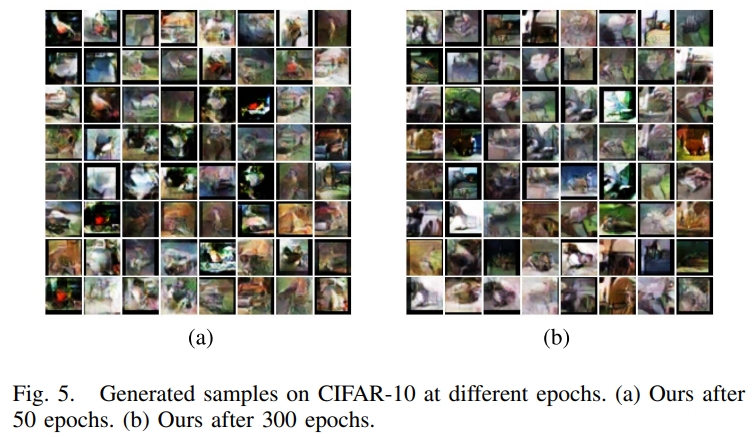 (a)
(b)
Fig. 5. Generated samples on CIFAR-10 at different epochs. (a) Ours after
50 epochs. (b) Ours after 300 epochs.